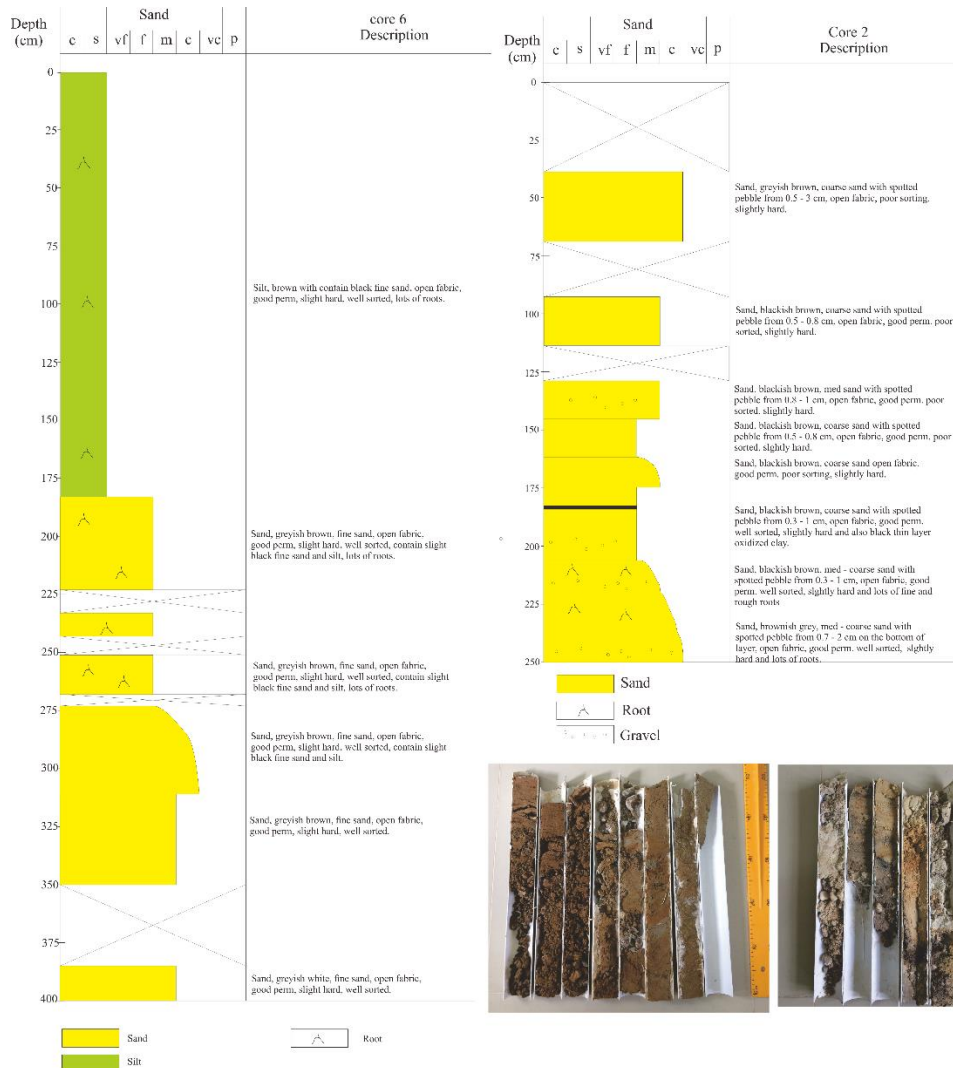 core 6
Description
Depth
(cm)
Sand
c s vf f m c vc p
0
25
50
75
100
125
150
175
200
225
250
275
300
325
350
375
400
Silt, brown with contain black fine sand, open fabric,
good perm, slight hard, well sorted, lots of roots.
Sand, greyish brown, fine sand, open fabric,
good perm, slight hard, well sorted, contain slight
black fine sand and silt, lots of roots.
Sand, greyish brown, fine sand, open fabric,
good perm, slight hard, well sorted, contain slight
black fine sand and silt, lots of roots.
Sand, greyish brown, fine sand, open fabric,
good perm, slight hard, well sorted, contain slight
black fine sand and silt.
Sand, greyish brown, fine sand, open fabric,
good perm, slight hard, well sorted.
Sand, greyish white, fine sand, open fabric,
good perm, slight hard, well sorted.
Sand
Silt
Root
Core 2
Description
Depth
(cm)
Sand
c s vf f m c vc p
0
25
50
75
100
125
150
175
200
225
250
Sand, greyish brown, coarse sand with spotted
pebble from 0.5 - 3 cm, open fabric, poor sorting,
slightly hard.
Sand, blackish brown, coarse sand with spotted
pebble from 0.5 - 0.8 cm, open fabric, good perm, poor
sorted, slightly hard.
Sand, blackish brown, med sand with spotted
pebble from 0.8 - 1 cm, open fabric, good perm, poor
sorted, slightly hard.
Sand, blackish brown, coarse sand with spotted
pebble from 0.5 - 0.8 cm, open fabric, good perm, poor
sorted, slightly hard.
Sand, blackish brown, coarse sand open fabric,
good perm, poor sorting, slightly hard.
Sand, blackish brown, coarse sand with spotted
pebble from 0.3 - 1 cm, open fabric, good perm,
well sorted, slightly hard and also black thin layer
oxidized clay.
Sand, blackish brown, med - coarse sand with
spotted pebble from 0.3 - 1 cm, open fabric, good
perm, well sorted, slghtly hard and lots of fine and
rough roots
Sand, brownish grey, med - coarse sand with
spotted pebble from 0.7 - 2 cm on the bottom of
layer, open fabric, good perm, well sorted, slghtly
hard and lots of roots.
Sand
Root
Gravel